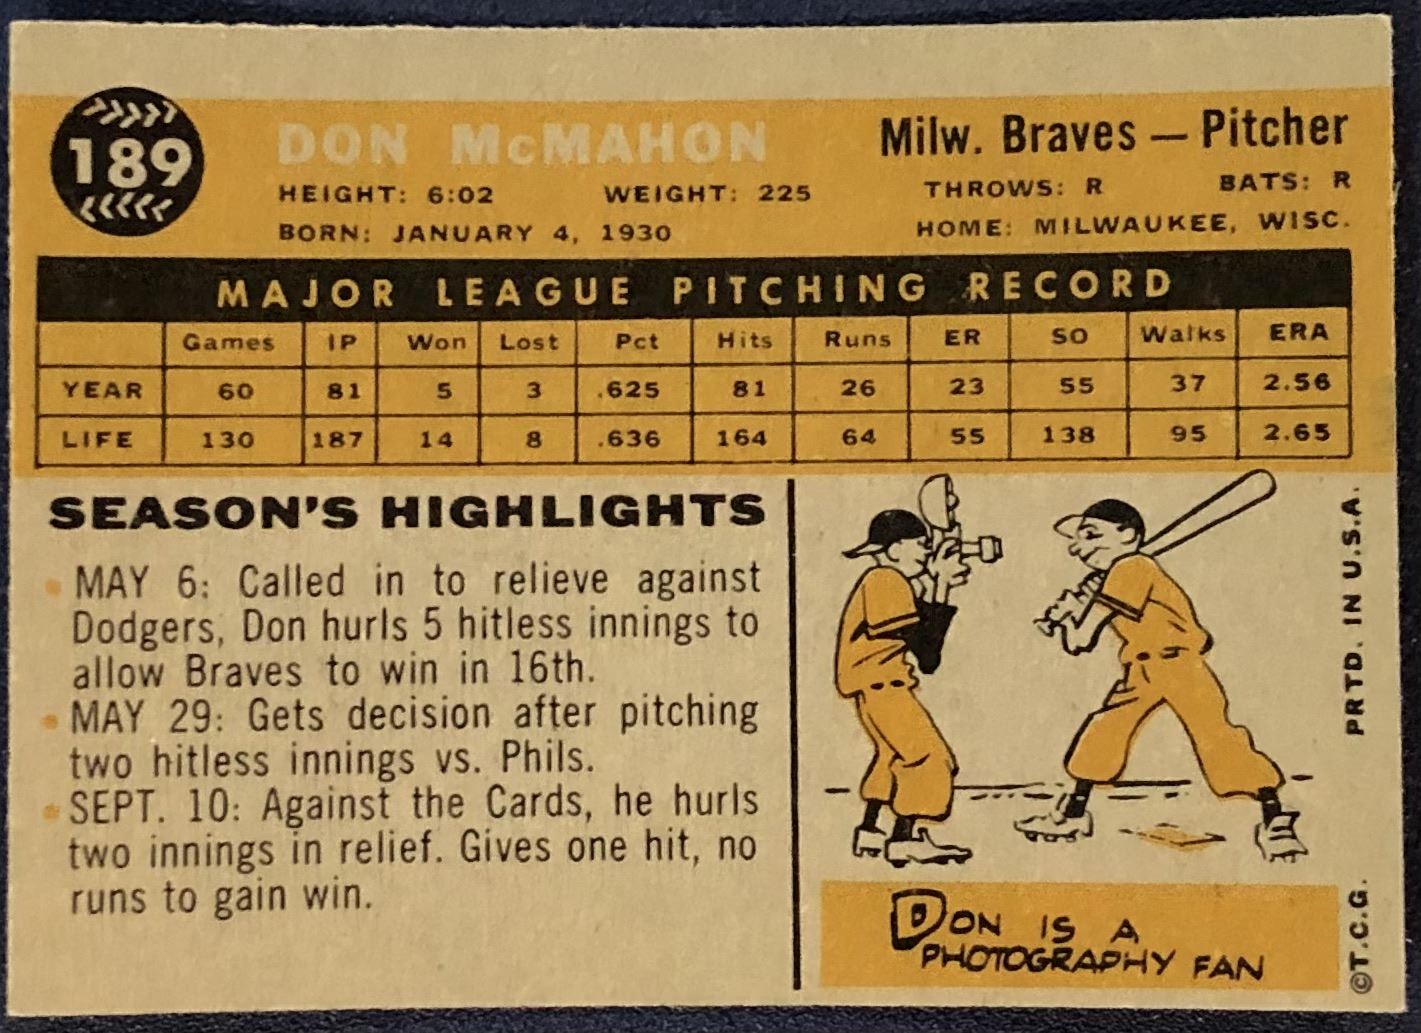 189
DON McMAHON
Milw. Braves — Pitcher
HEIGHT: 6:02 WEIGHT: 225 THROWS: R BATS: R
BORN: JANUARY 4, 1930 HOME: MILWAUKEE, WISC.
MAJOR LEAGUE PITCHING RECORD
Games IP Won Lost Pct Hits Runs ER SO Walks ERA
YEAR 60 81 5 3 .625 81 26 23 55 37 2.56
LIFE 130 187 14 8 .636 164 64 55 138 95 2.65
SEASON'S HIGHLIGHTS
• MAY 6: Called in to relieve against
Dodgers, Don hurls 5 hitless innings to
allow Braves to win in 16th.
• MAY 29: Gets decision after pitching
two hitless innings vs. Phils.
• SEPT. 10: Against the Cards, he hurls
two innings in relief. Gives one hit, no
runs to gain win.
DON IS A
PHOTOGRAPHY FAN
©T.C.G. PRTD. IN U.S.A.